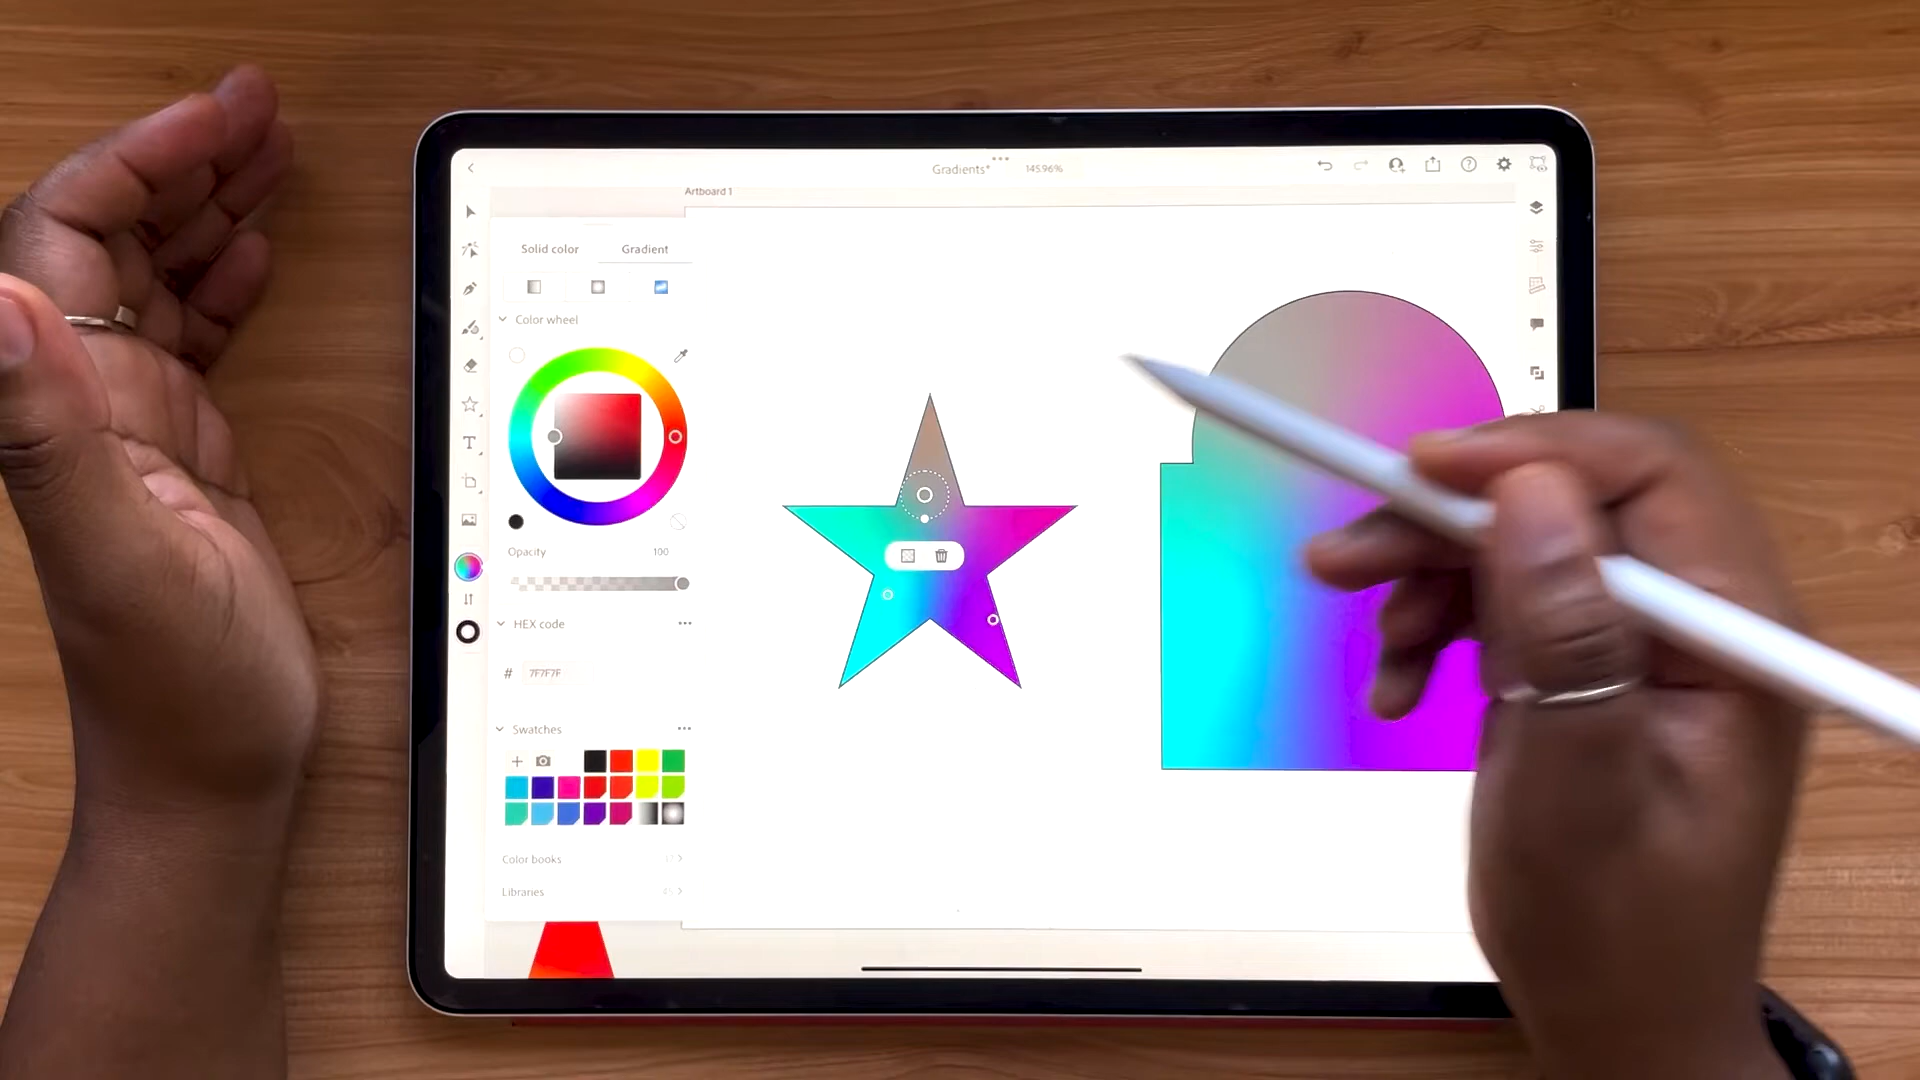 Gradients*
145.96%
Artboard 1
Solid color
Gradient
Color wheel
Opacity
100
HEX code
# 7F7F7F
Swatches
Color books
Libraries